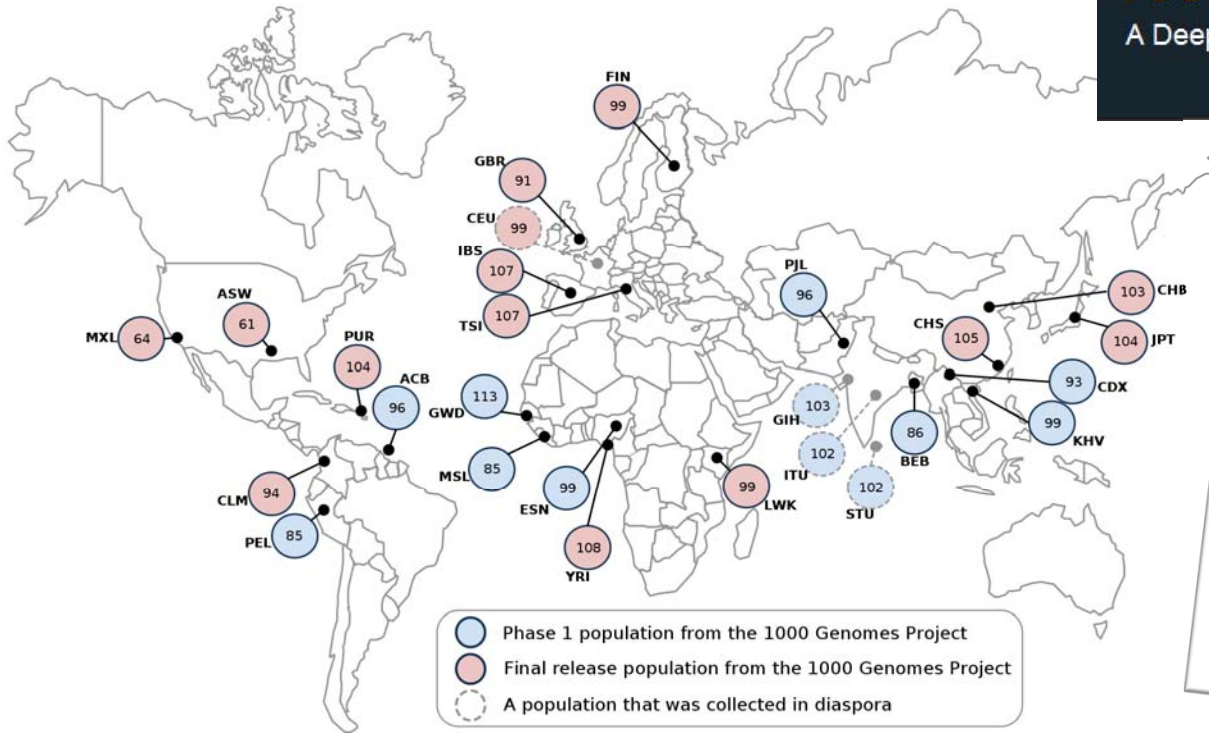 A Deep
FIN
99
GBR
91
CEU
99
IBS
107
TSI
107
PJL
96
CHB
103
CHS
105
JPT
104
ASW
61
MXL
64
PUR
104
ACB
96
GWD
113
MSL
85
ESN
99
YRI
108
LWK
99
GIH
103
ITU
102
STU
102
BEB
86
CDX
93
KHV
99
CLM
94
PEL
85
Phase 1 population from the 1000 Genomes Project
Final release population from the 1000 Genomes Project
A population that was collected in diaspora